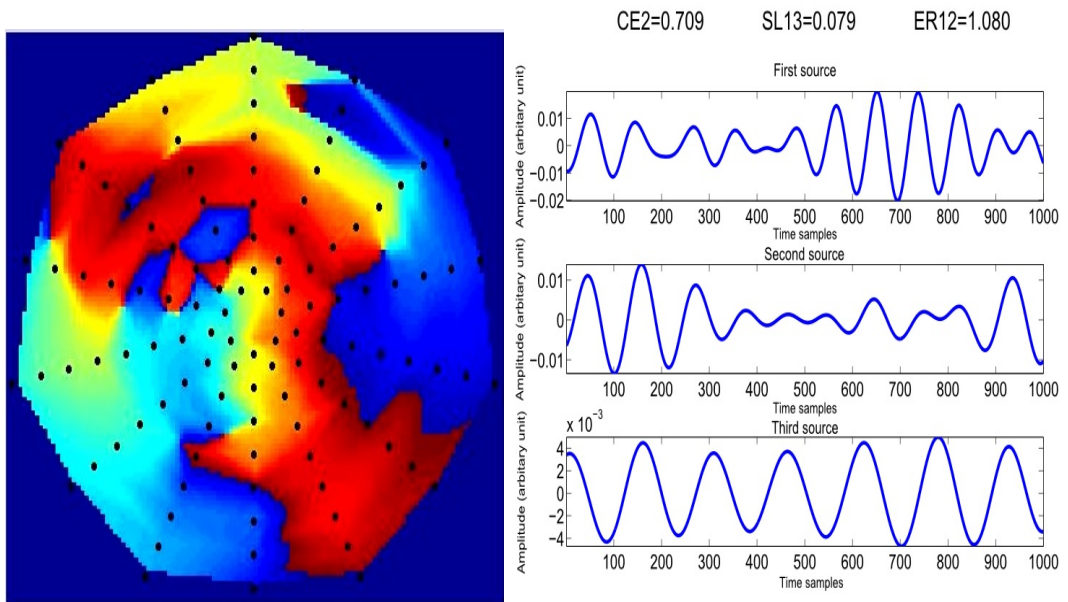 CE2=0.709 SL13=0.079 ER12=1.080
First source
Amplitude (arbitary unit)
0.01
0
−0.01
−0.02
100 200 300 400 500 600 700 800 900 1000
Time samples
Second source
Amplitude (arbitary unit)
0.01
0
−0.01
100 200 300 400 500 600 700 800 900 1000
Time samples
Third source
x 10⁻³
Amplitude (arbitary unit)
4
2
0
−2
−4
100 200 300 400 500 600 700 800 900 1000
Time samples